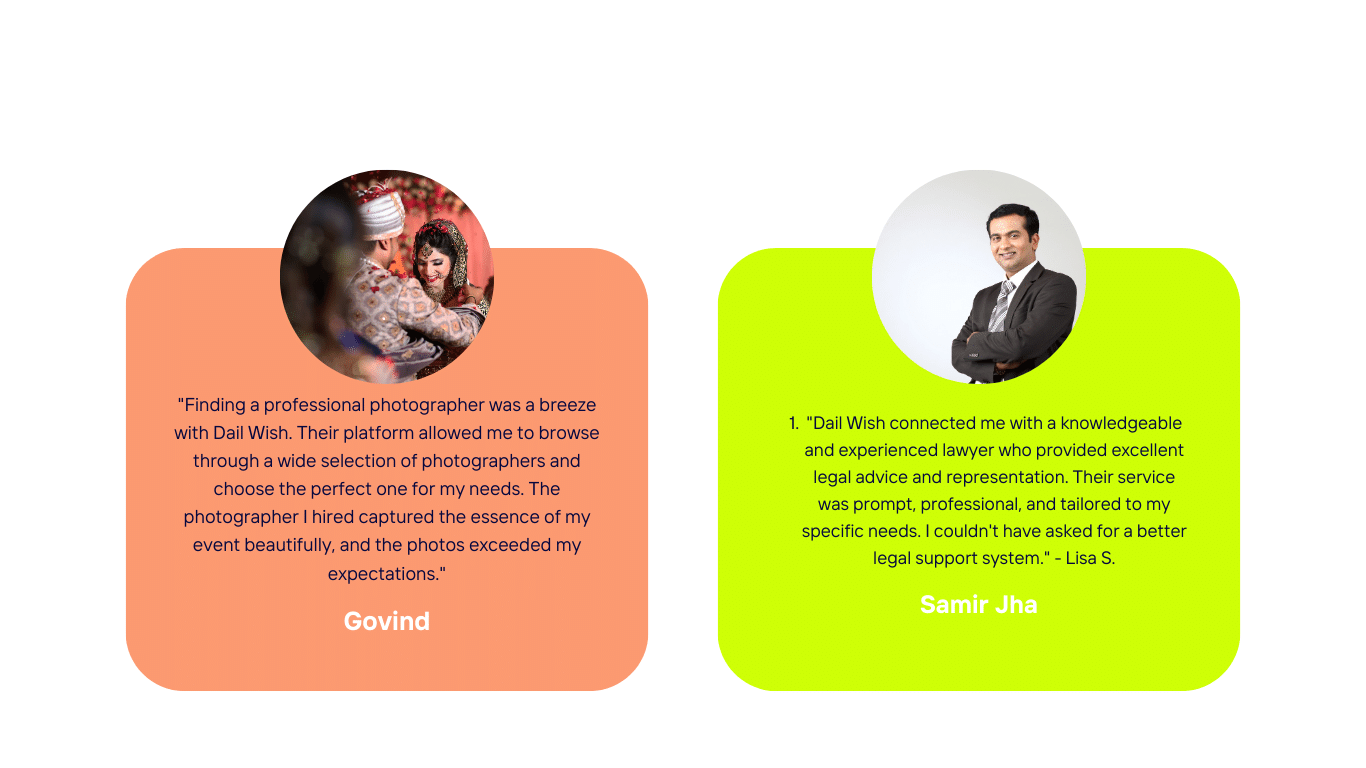 "Finding a professional photographer was a breeze
with Dail Wish. Their platform allowed me to browse
through a wide selection of photographers and
choose the perfect one for my needs. The
photographer I hired captured the essence of my
event beautifully, and the photos exceeded my
expectations."
Govind
1. "Dail Wish connected me with a knowledgeable
and experienced lawyer who provided excellent
legal advice and representation. Their service
was prompt, professional, and tailored to my
specific needs. I couldn't have asked for a better
legal support system." - Lisa S.
Samir Jha